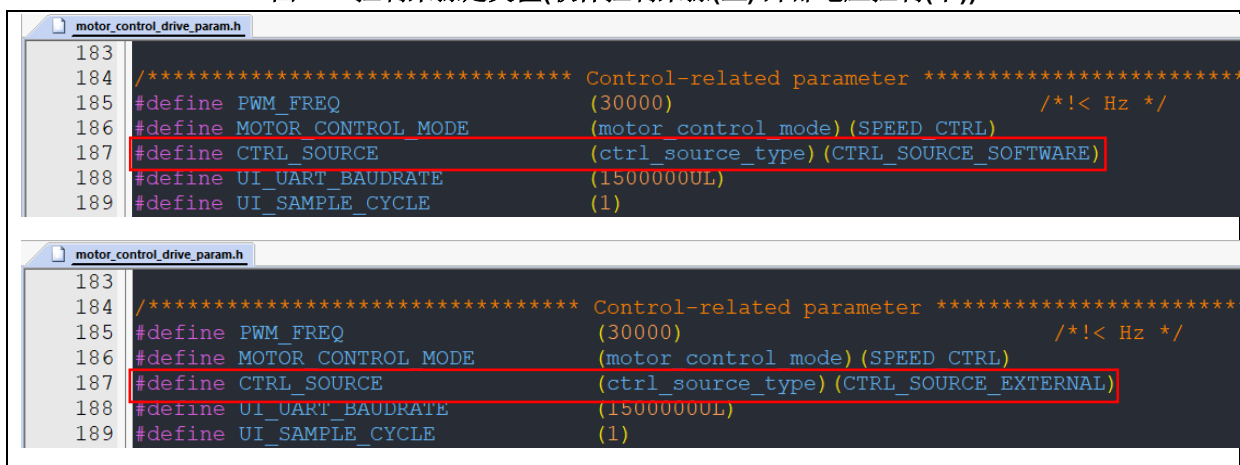 motor_control_drive_param.h
183
184 /********************************* Control-related parameter *************************
185 #define PWM_FREQ (30000) /*!< Hz */
186 #define MOTOR_CONTROL_MODE (motor_control_mode)(SPEED_CTRL)
187 #define CTRL_SOURCE (ctrl_source_type)(CTRL_SOURCE_SOFTWARE)
188 #define UI_UART_BAUDRATE (1500000UL)
189 #define UI_SAMPLE_CYCLE (1)
motor_control_drive_param.h
183
184 /********************************* Control-related parameter ************************
185 #define PWM_FREQ (30000) /*!< Hz */
186 #define MOTOR_CONTROL_MODE (motor_control_mode)(SPEED_CTRL)
187 #define CTRL_SOURCE (ctrl_source_type)(CTRL_SOURCE_EXTERNAL)
188 #define UI_UART_BAUDRATE (1500000UL)
189 #define UI_SAMPLE_CYCLE (1)